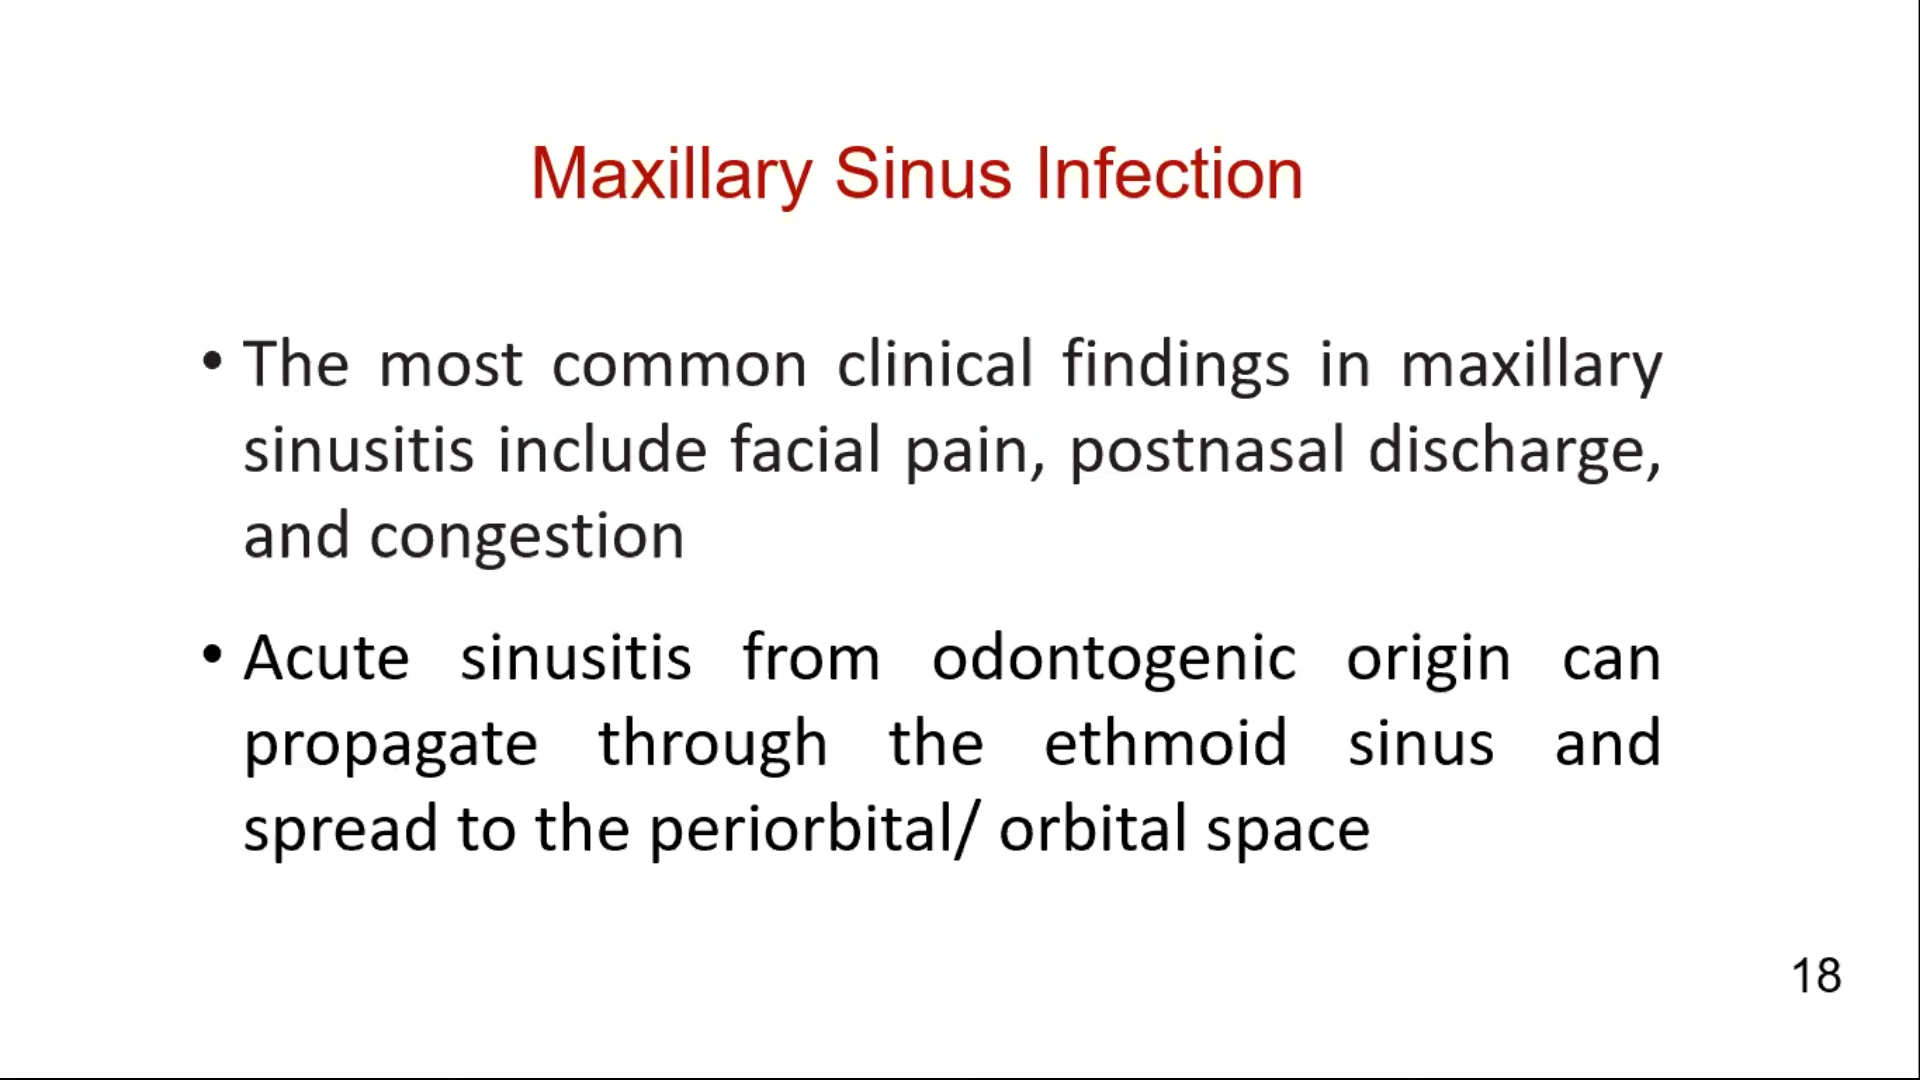 Maxillary Sinus Infection
• The most common clinical findings in maxillary
sinusitis include facial pain, postnasal discharge,
and congestion
• Acute sinusitis from odontogenic origin can
propagate through the ethmoid sinus and
spread to the periorbital/ orbital space
18